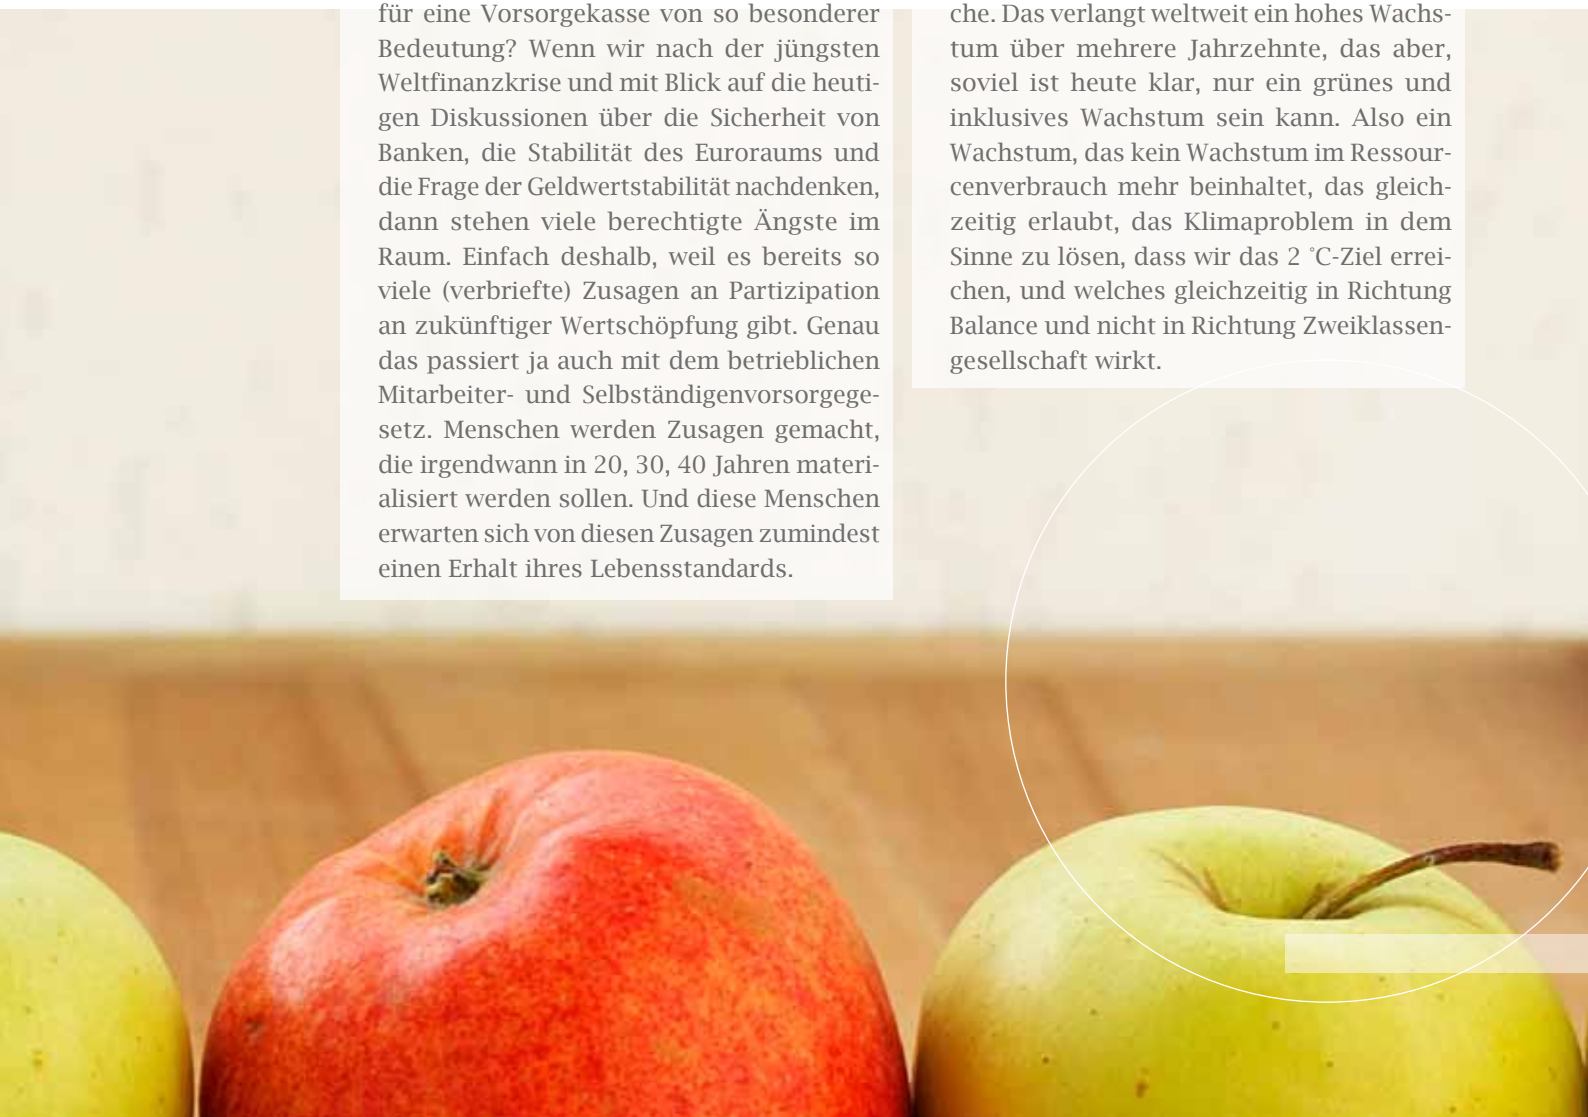 für eine Vorsorgekasse von so besonderer
Bedeutung? Wenn wir nach der jüngsten
Weltfinanzkrise und mit Blick auf die heuti-
gen Diskussionen über die Sicherheit von
Banken, die Stabilität des Euroraums und
die Frage der Geldwertstabilität nachdenken,
dann stehen viele berechtigte Ängste im
Raum. Einfach deshalb, weil es bereits so
viele (verbriefte) Zusagen an Partizipation
an zukünftiger Wertschöpfung gibt. Genau
das passiert ja auch mit dem betrieblichen
Mitarbeiter- und Selbständigenvorsorgege-
setz. Menschen werden Zusagen gemacht,
die irgendwann in 20, 30, 40 Jahren materi-
alisiert werden sollen. Und diese Menschen
erwarten sich von diesen Zusagen zumindest
einen Erhalt ihres Lebensstandards.
che. Das verlangt weltweit ein hohes Wachs-
tum über mehrere Jahrzehnte, das aber,
soviel ist heute klar, nur ein grünes und
inklusives Wachstum sein kann. Also ein
Wachstum, das kein Wachstum im Ressour-
cenverbrauch mehr beinhaltet, das gleich-
zeitig erlaubt, das Klimaproblem in dem
Sinne zu lösen, dass wir das 2 °C-Ziel errei-
chen, und welches gleichzeitig in Richtung
Balance und nicht in Richtung Zweiklassen-
gesellschaft wirkt.